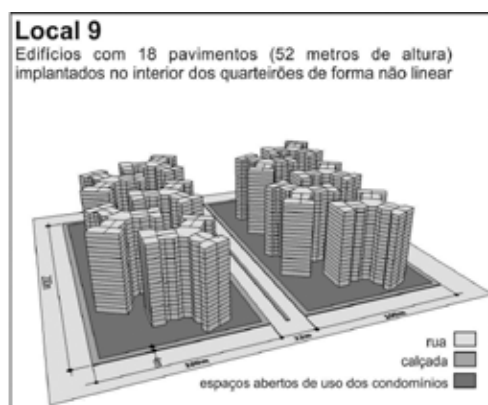 Local 9
Edifícios com 18 pavimentos (52 metros de altura)
implantados no interior dos quarteirões de forma não linear
rua
calçada
espaços abertos de uso dos condomínios